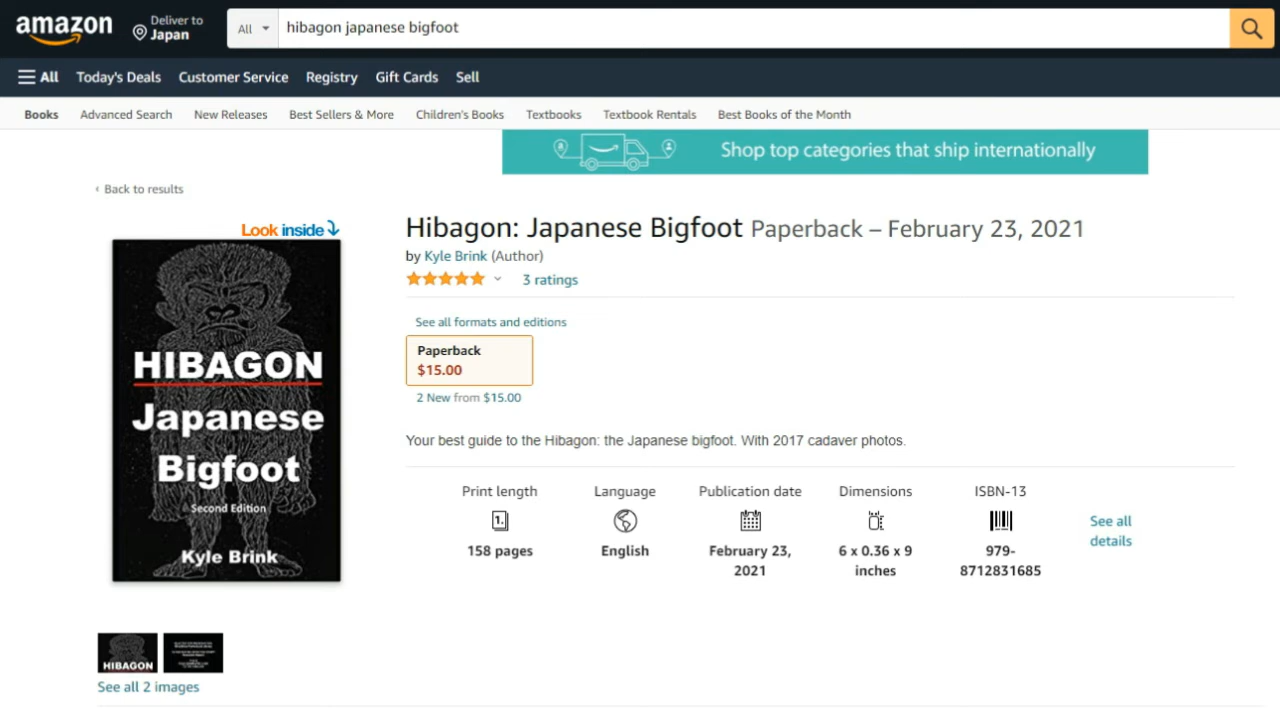 amazon
Deliver to
Japan
All
hibagon japanese bigfoot
All Today's Deals Customer Service Registry Gift Cards Sell
Books Advanced Search New Releases Best Sellers & More Children's Books Textbooks Textbook Rentals Best Books of the Month
Shop top categories that ship internationally
‹ Back to results
Look inside
HIBAGON
Japanese
Bigfoot
Second Edition
Kyle Brink
HIBAGON
See all 2 images
Hibagon: Japanese Bigfoot Paperback – February 23, 2021
by Kyle Brink (Author)
3 ratings
See all formats and editions
Paperback
$15.00
2 New from $15.00
Your best guide to the Hibagon: the Japanese bigfoot. With 2017 cadaver photos.
Print length
1.
158 pages
Language
English
Publication date
February 23,
2021
Dimensions
6 x 0.36 x 9
inches
ISBN-13
979-
8712831685
See all
details